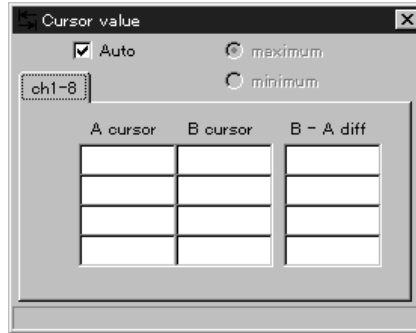 Cursor value
Auto
maximum
minimum
ch1-8
A cursor B cursor B - A diff